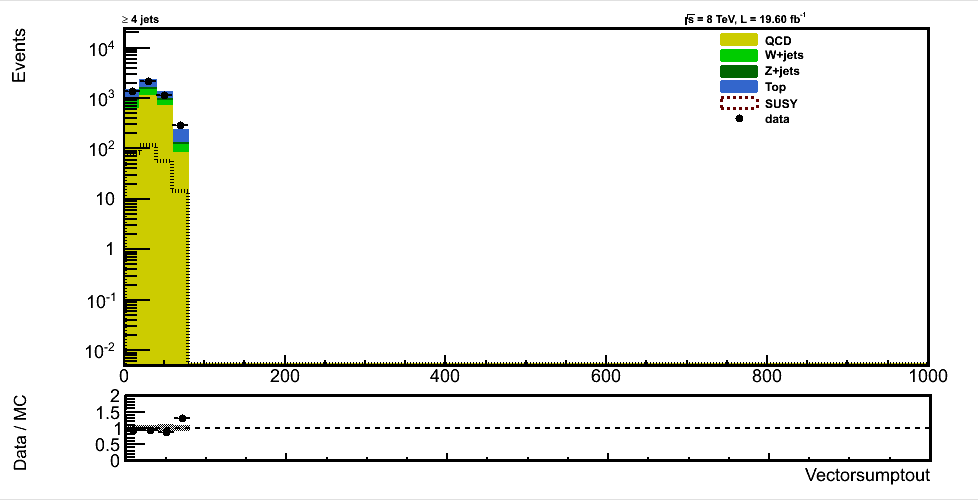 ≥ 4 jets
√s = 8 TeV, L = 19.60 fb⁻¹
Events
10⁴
10³
10²
10
1
10⁻¹
10⁻²
QCD
W+jets
Z+jets
Top
SUSY
data
0 200 400 600 800 1000
Data / MC
2
1.5
1
0.5
0
Vectorsumptout